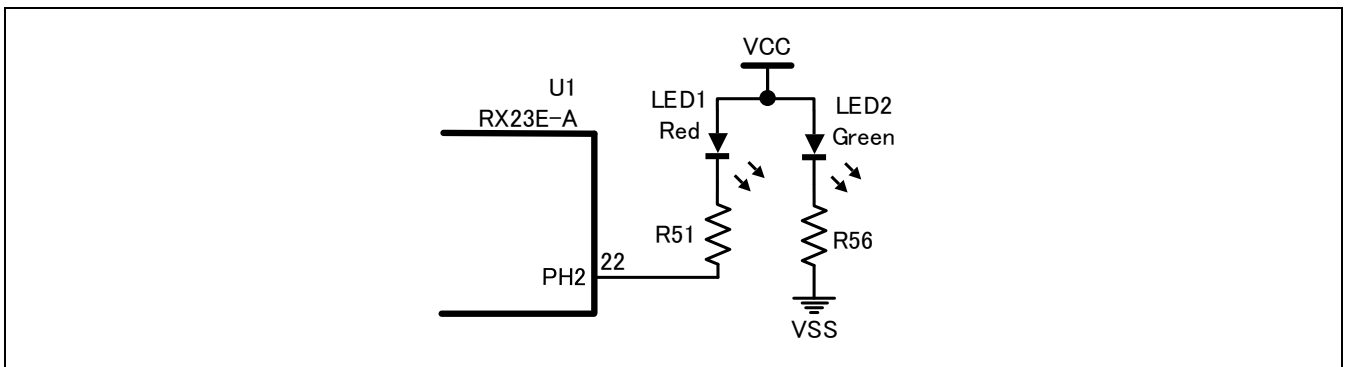 VCC
U1
RX23E-A
LED1
Red
LED2
Green
R51
R56
22
PH2
VSS